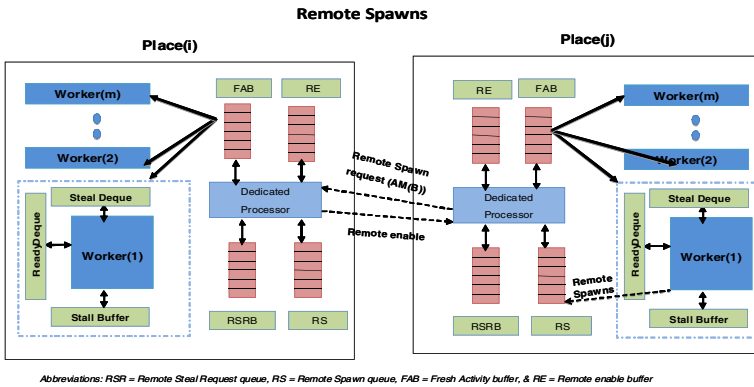 Remote Spawns
Place(i)
Place(j)
FAB
RE
Worker(m)
Worker(2)
Steal Deque
Ready Deque
Worker(1)
Stall Buffer
Dedicated
Processor
RSRB
RS
Remote Spawn
request (AM(B))
Remote enable
RE
FAB
Dedicated
Processor
RSRB
RS
Remote
Spawns
Worker(m)
Worker(2)
Steal Deque
Ready Deque
Worker(1)
Stall Buffer
Abbreviations: RSR = Remote Steal Request queue, RS = Remote Spawn queue, FAB = Fresh Activity buffer, & RE = Remote enable buffer